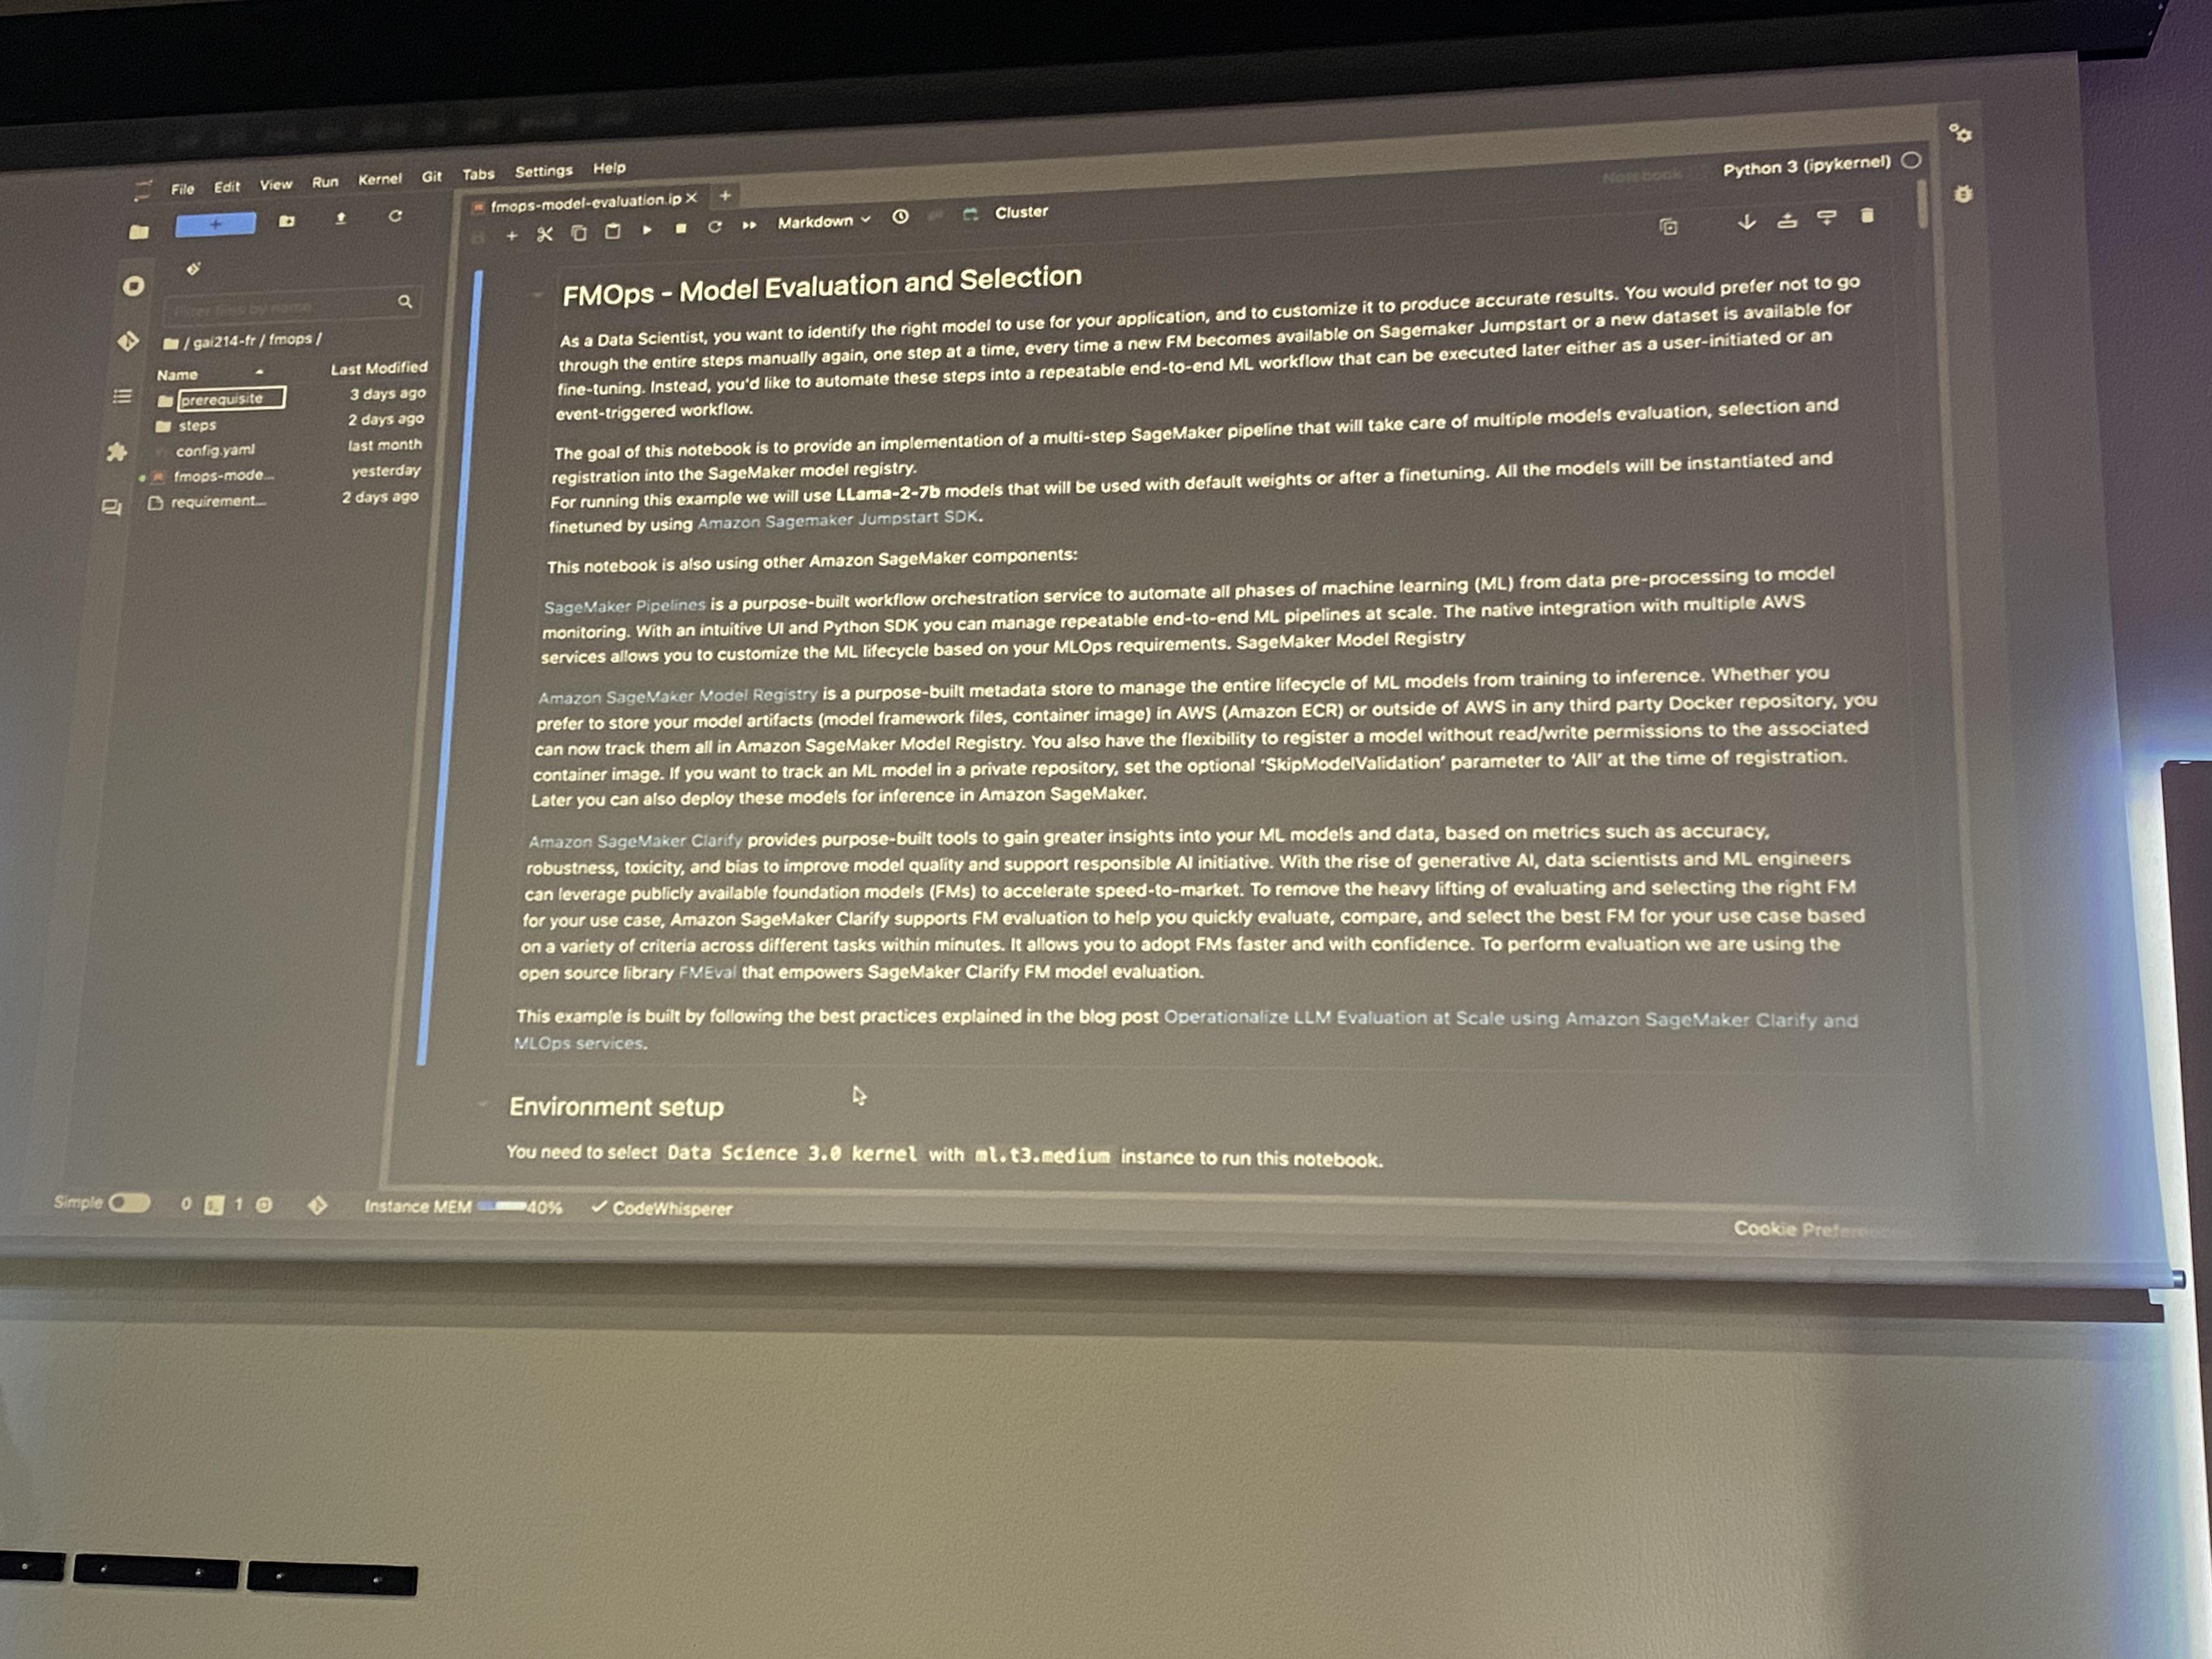 File Edit View Run Kernel Git Tabs Settings Help
fmops-model-evaluation.ip
Python 3 (ipykernel)
Markdown
Cluster
Filter files by name
/ gai214-fr / fmops /
Name Last Modified
prerequisite 3 days ago
steps 2 days ago
config.yaml last month
fmops-mode... yesterday
requirement... 2 days ago
FMOps - Model Evaluation and Selection
As a Data Scientist, you want to identify the right model to use for your application, and to customize it to produce accurate results. You would prefer not to go
through the entire steps manually again, one step at a time, every time a new FM becomes available on Sagemaker Jumpstart or a new dataset is available for
fine-tuning. Instead, you'd like to automate these steps into a repeatable end-to-end ML workflow that can be executed later either as a user-initiated or an
event-triggered workflow.
The goal of this notebook is to provide an implementation of a multi-step SageMaker pipeline that will take care of multiple models evaluation, selection and
registration into the SageMaker model registry.
For running this example we will use LLama-2-7b models that will be used with default weights or after a finetuning. All the models will be instantiated and
finetuned by using Amazon Sagemaker Jumpstart SDK.
This notebook is also using other Amazon SageMaker components:
SageMaker Pipelines is a purpose-built workflow orchestration service to automate all phases of machine learning (ML) from data pre-processing to model
monitoring. With an intuitive UI and Python SDK you can manage repeatable end-to-end ML pipelines at scale. The native integration with multiple AWS
services allows you to customize the ML lifecycle based on your MLOps requirements. SageMaker Model Registry
Amazon SageMaker Model Registry is a purpose-built metadata store to manage the entire lifecycle of ML models from training to inference. Whether you
prefer to store your model artifacts (model framework files, container image) in AWS (Amazon ECR) or outside of AWS in any third party Docker repository, you
can now track them all in Amazon SageMaker Model Registry. You also have the flexibility to register a model without read/write permissions to the associated
container image. If you want to track an ML model in a private repository, set the optional ‘SkipModelValidation’ parameter to ‘All’ at the time of registration.
Later you can also deploy these models for inference in Amazon SageMaker.
Amazon SageMaker Clarify provides purpose-built tools to gain greater insights into your ML models and data, based on metrics such as accuracy,
robustness, toxicity, and bias to improve model quality and support responsible AI initiative. With the rise of generative AI, data scientists and ML engineers
can leverage publicly available foundation models (FMs) to accelerate speed-to-market. To remove the heavy lifting of evaluating and selecting the right FM
for your use case, Amazon SageMaker Clarify supports FM evaluation to help you quickly evaluate, compare, and select the best FM for your use case based
on a variety of criteria across different tasks within minutes. It allows you to adopt FMs faster and with confidence. To perform evaluation we are using the
open source library FMEval that empowers SageMaker Clarify FM model evaluation.
This example is built by following the best practices explained in the blog post Operationalize LLM Evaluation at Scale using Amazon SageMaker Clarify and
MLOps services.
Environment setup
You need to select Data Science 3.0 kernel with ml.t3.medium instance to run this notebook.
Simple 0 1 Instance MEM 40% CodeWhisperer
Cookie Preferences